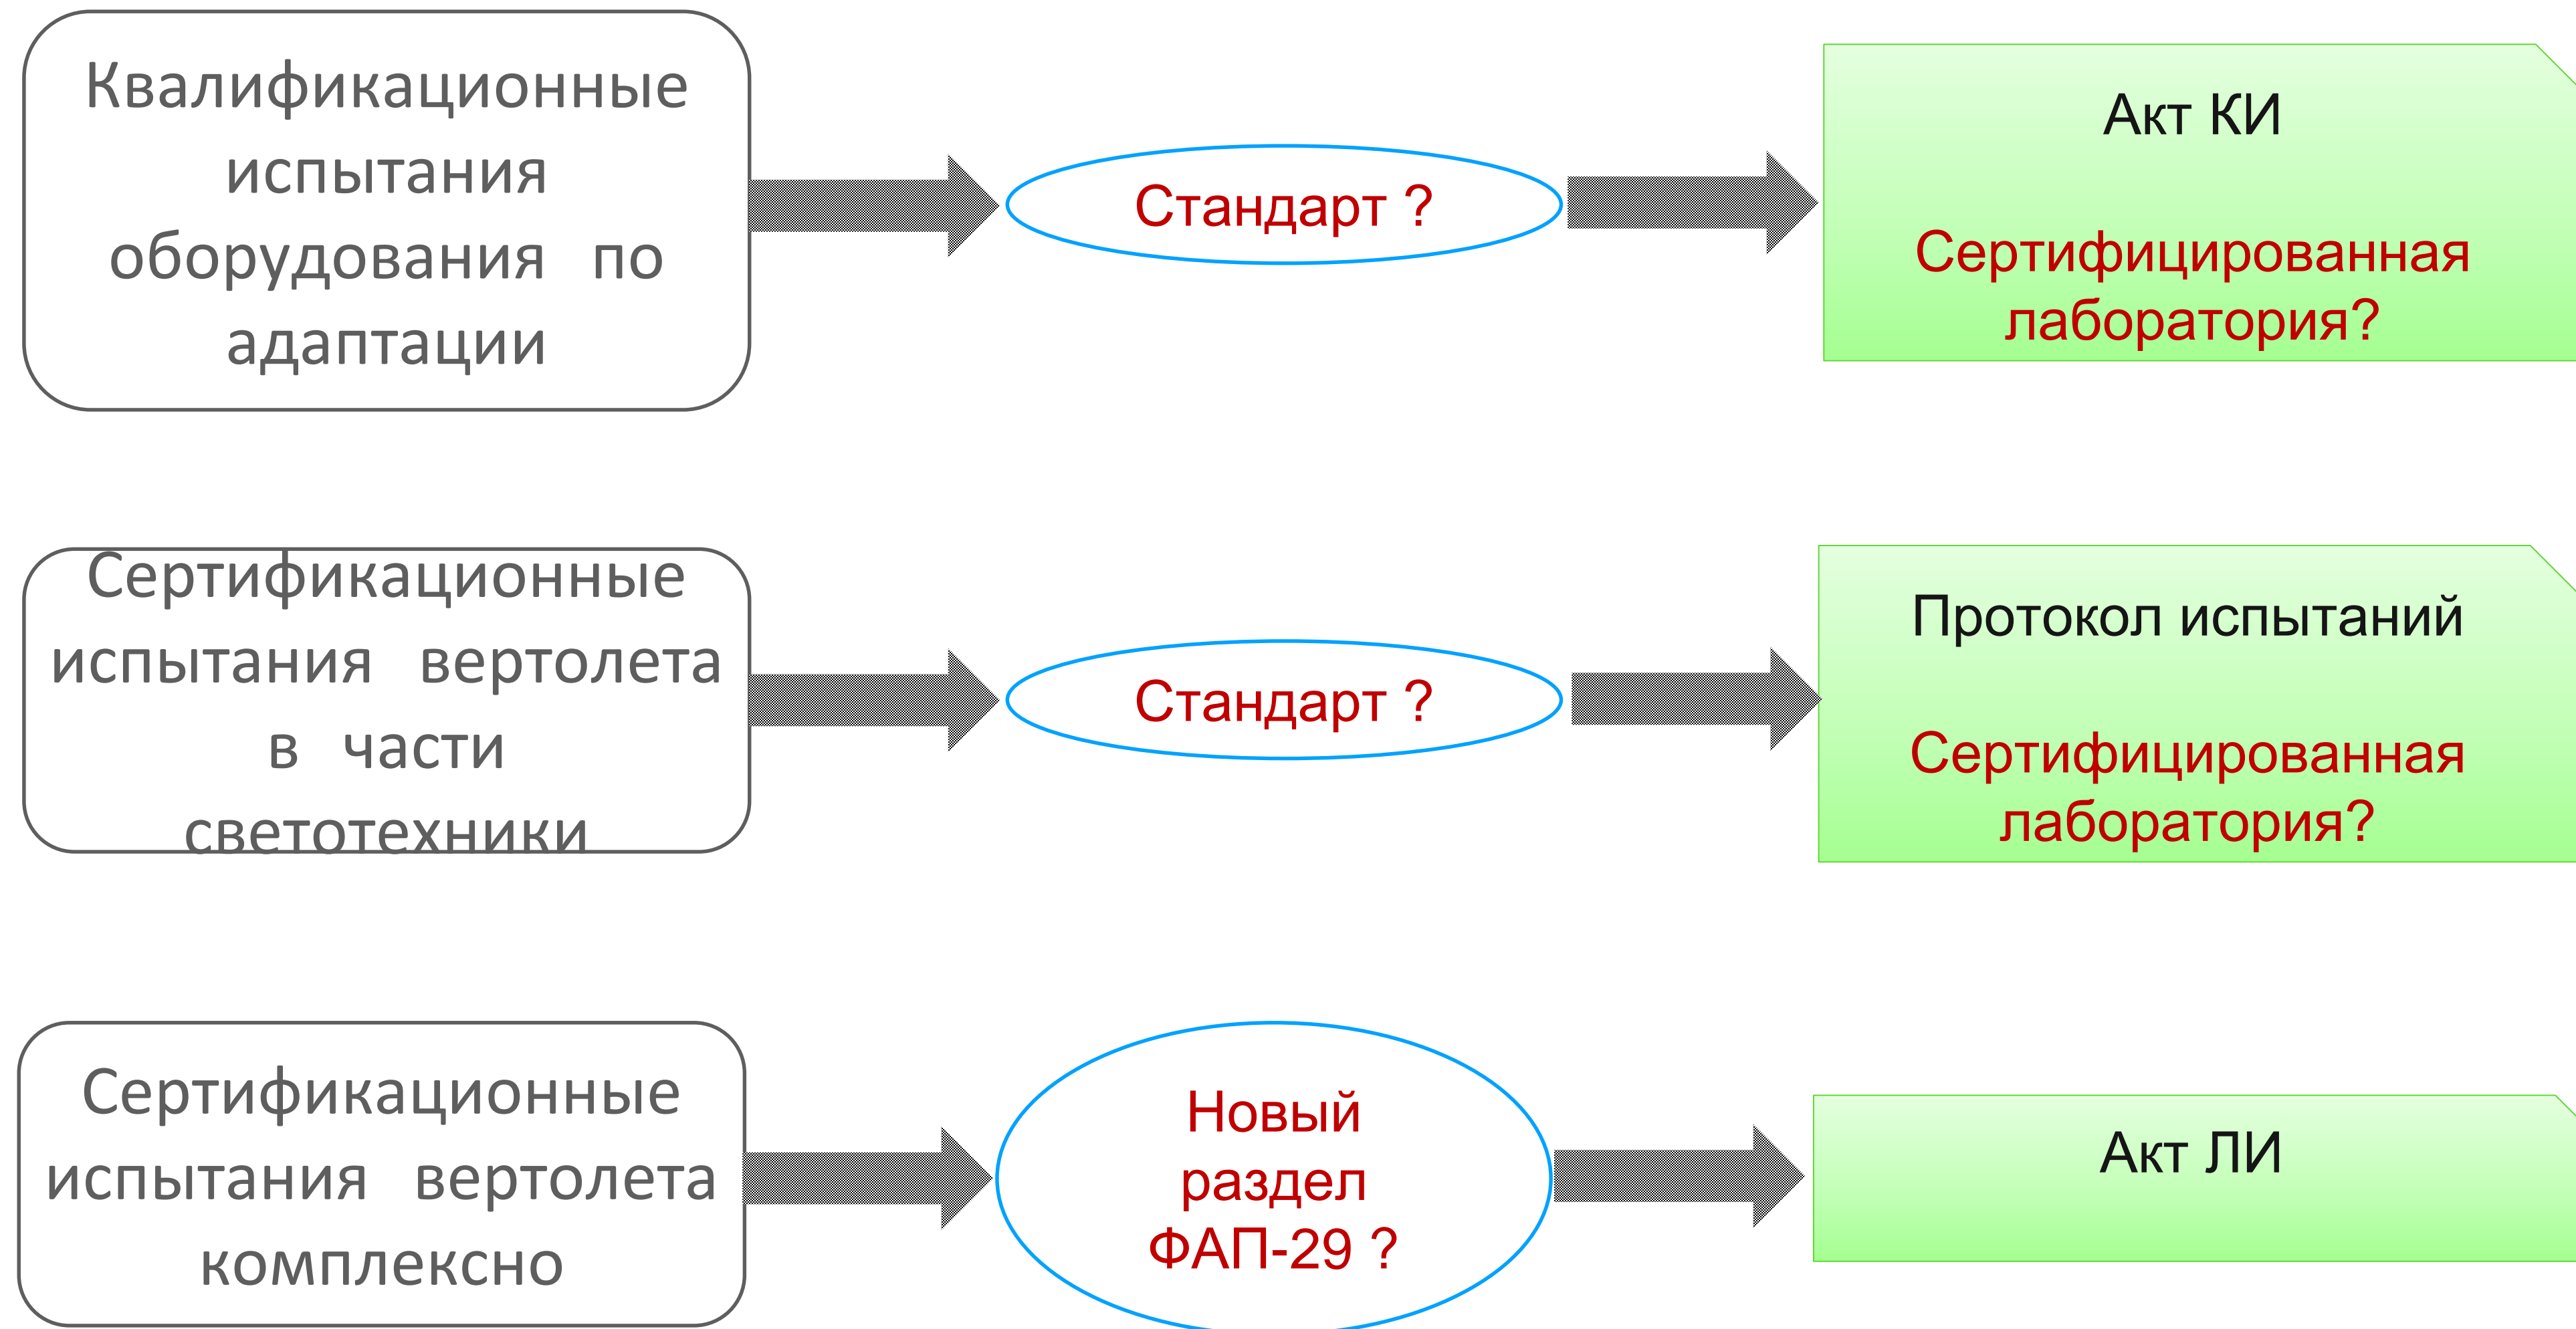 Квалификационные
испытания
оборудования по
адаптации
Стандарт ?
Акт КИ
Сертифицированная
лаборатория?
Сертификационные
испытания вертолета
в части
светотехники
Стандарт ?
Протокол испытаний
Сертифицированная
лаборатория?
Сертификационные
испытания вертолета
комплексно
Новый
раздел
ФАП-29 ?
Акт ЛИ